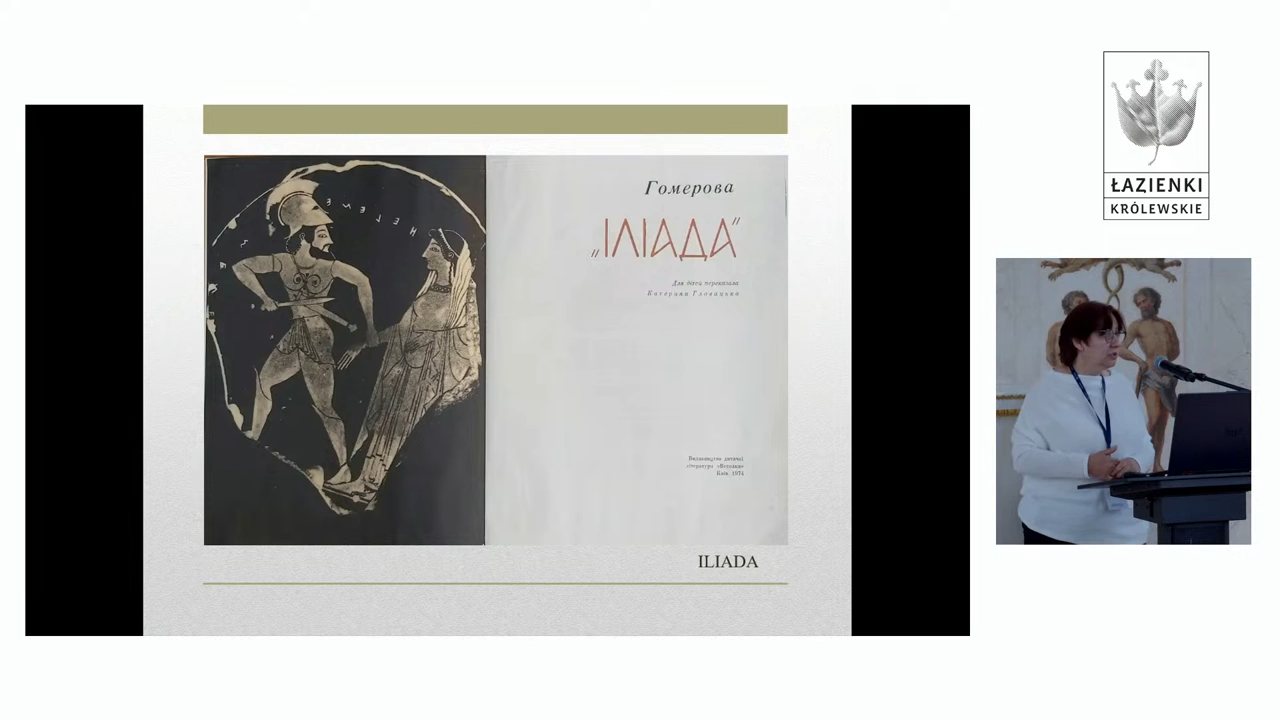 Гомерова
„ІЛІАДА"
Для дітей переказала
Катерина Гловацька
Видавництво дитячої
літератури «Веселка»
Київ 1974
ILIADA
ŁAZIENKI
KRÓLEWSKIE